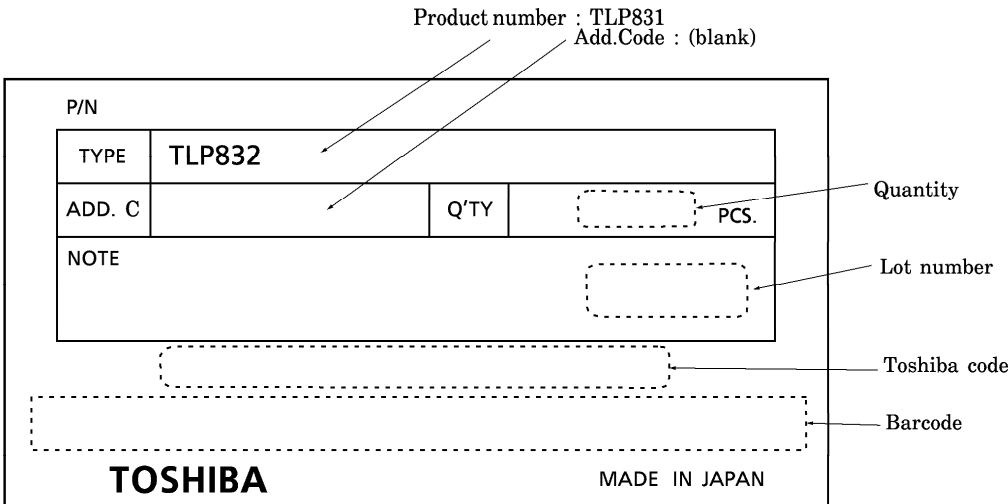 Product number : TLP831
Add.Code : (blank)
P/N
TYPE TLP832
ADD. C Q'TY PCS.
Quantity
NOTE
Lot number
Toshiba code
Barcode
TOSHIBA MADE IN JAPAN